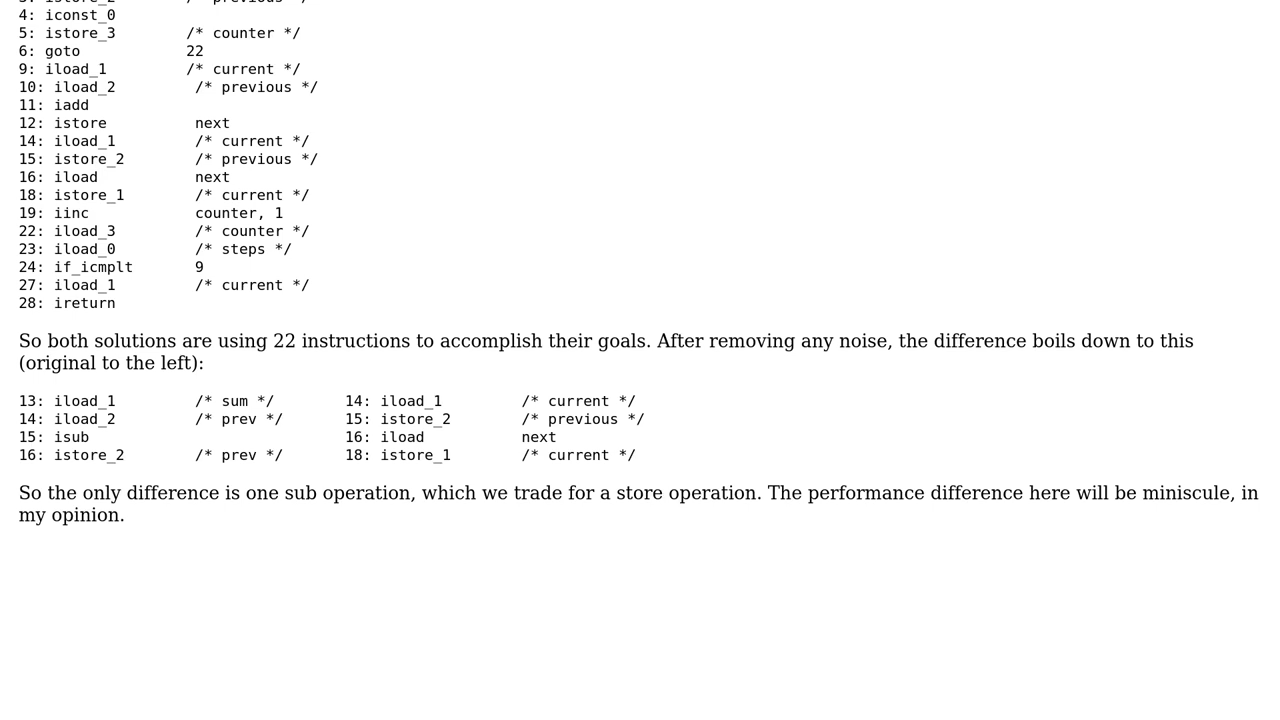 3: istore_2        /* previous */
4: iconst_0
5: istore_3        /* counter */
6: goto            22
9: iload_1         /* current */
10: iload_2         /* previous */
11: iadd
12: istore          next
14: iload_1         /* current */
15: istore_2        /* previous */
16: iload           next
18: istore_1        /* current */
19: iinc            counter, 1
22: iload_3         /* counter */
23: iload_0         /* steps */
24: if_icmplt       9
27: iload_1         /* current */
28: ireturn
So both solutions are using 22 instructions to accomplish their goals. After removing any noise, the difference boils down to this
(original to the left):
13: iload_1         /* sum */        14: iload_1         /* current */
14: iload_2         /* prev */       15: istore_2        /* previous */
15: isub                             16: iload           next
16: istore_2        /* prev */       18: istore_1        /* current */
So the only difference is one sub operation, which we trade for a store operation. The performance difference here will be miniscule, in
my opinion.